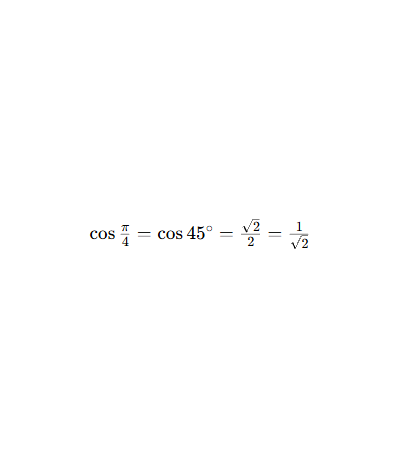 cos π/4 = cos 45° = √2/2 = 1/√2